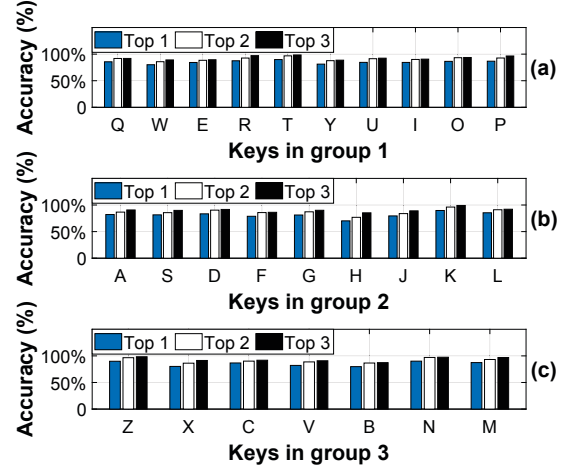 Accuracy (%)
Top 1 Top 2 Top 3
100%
50%
0
Q W E R T Y U I O P
Keys in group 1
(a)
Accuracy (%)
Top 1 Top 2 Top 3
100%
50%
0
A S D F G H J K L
Keys in group 2
(b)
Accuracy (%)
Top 1 Top 2 Top 3
100%
50%
0
Z X C V B N M
Keys in group 3
(c)